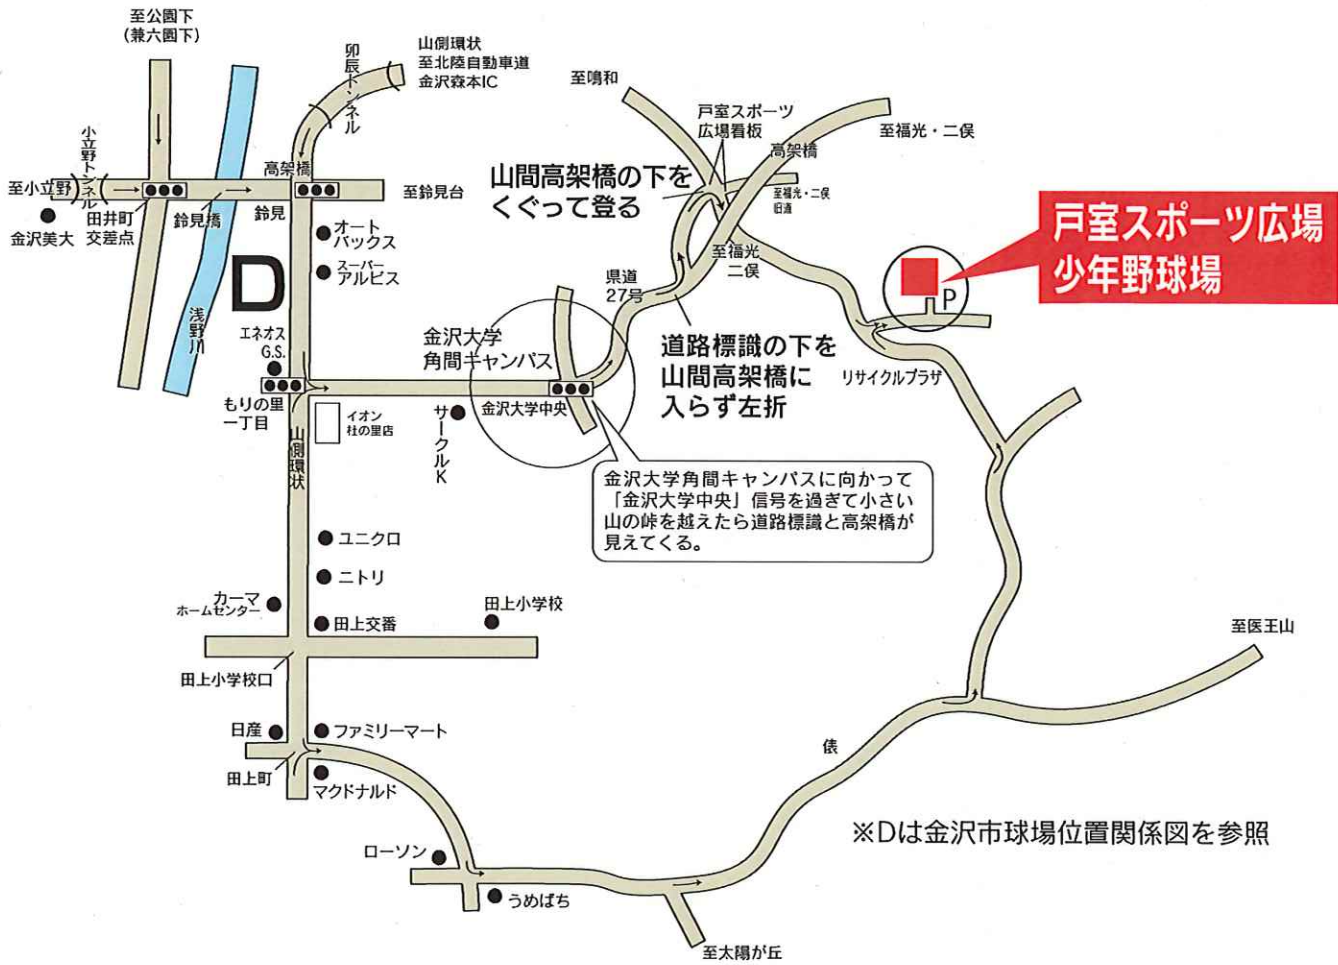 至公園下
(兼六園下)
山側環状
至北陸自動車道
金沢森本IC
卯辰トンネル
至鳴和
戸室スポーツ
広場看板
至福光・二俣
高架橋
小立野トンネル
高架橋
至小立野
至鈴見台
山間高架橋の下を
くぐって登る
至福光・二俣
旧道
金沢美大
田井町
交差点
鈴見橋
鈴見
オート
バックス
戸室スポーツ広場
少年野球場
スーパー
アルビス
至福光
二俣
D
県道
27号
P
浅野川
エネオス
G.S.
金沢大学
角間キャンパス
道路標識の下を
山間高架橋に
入らず左折
リサイクルプラザ
もりの里
一丁目
イオン
杜の里店
サークルK
金沢大学中央
山側環状
金沢大学角間キャンパスに向かって
「金沢大学中央」信号を過ぎて小さい
山の峠を越えたら道路標識と高架橋が
見えてくる。
ユニクロ
ニトリ
カーマ
ホームセンター
田上交番
田上小学校
至医王山
田上小学校口
日産
ファミリーマート
田上町
マクドナルド
俵
※Dは金沢市球場位置関係図を参照
ローソン
うめばち
至太陽が丘